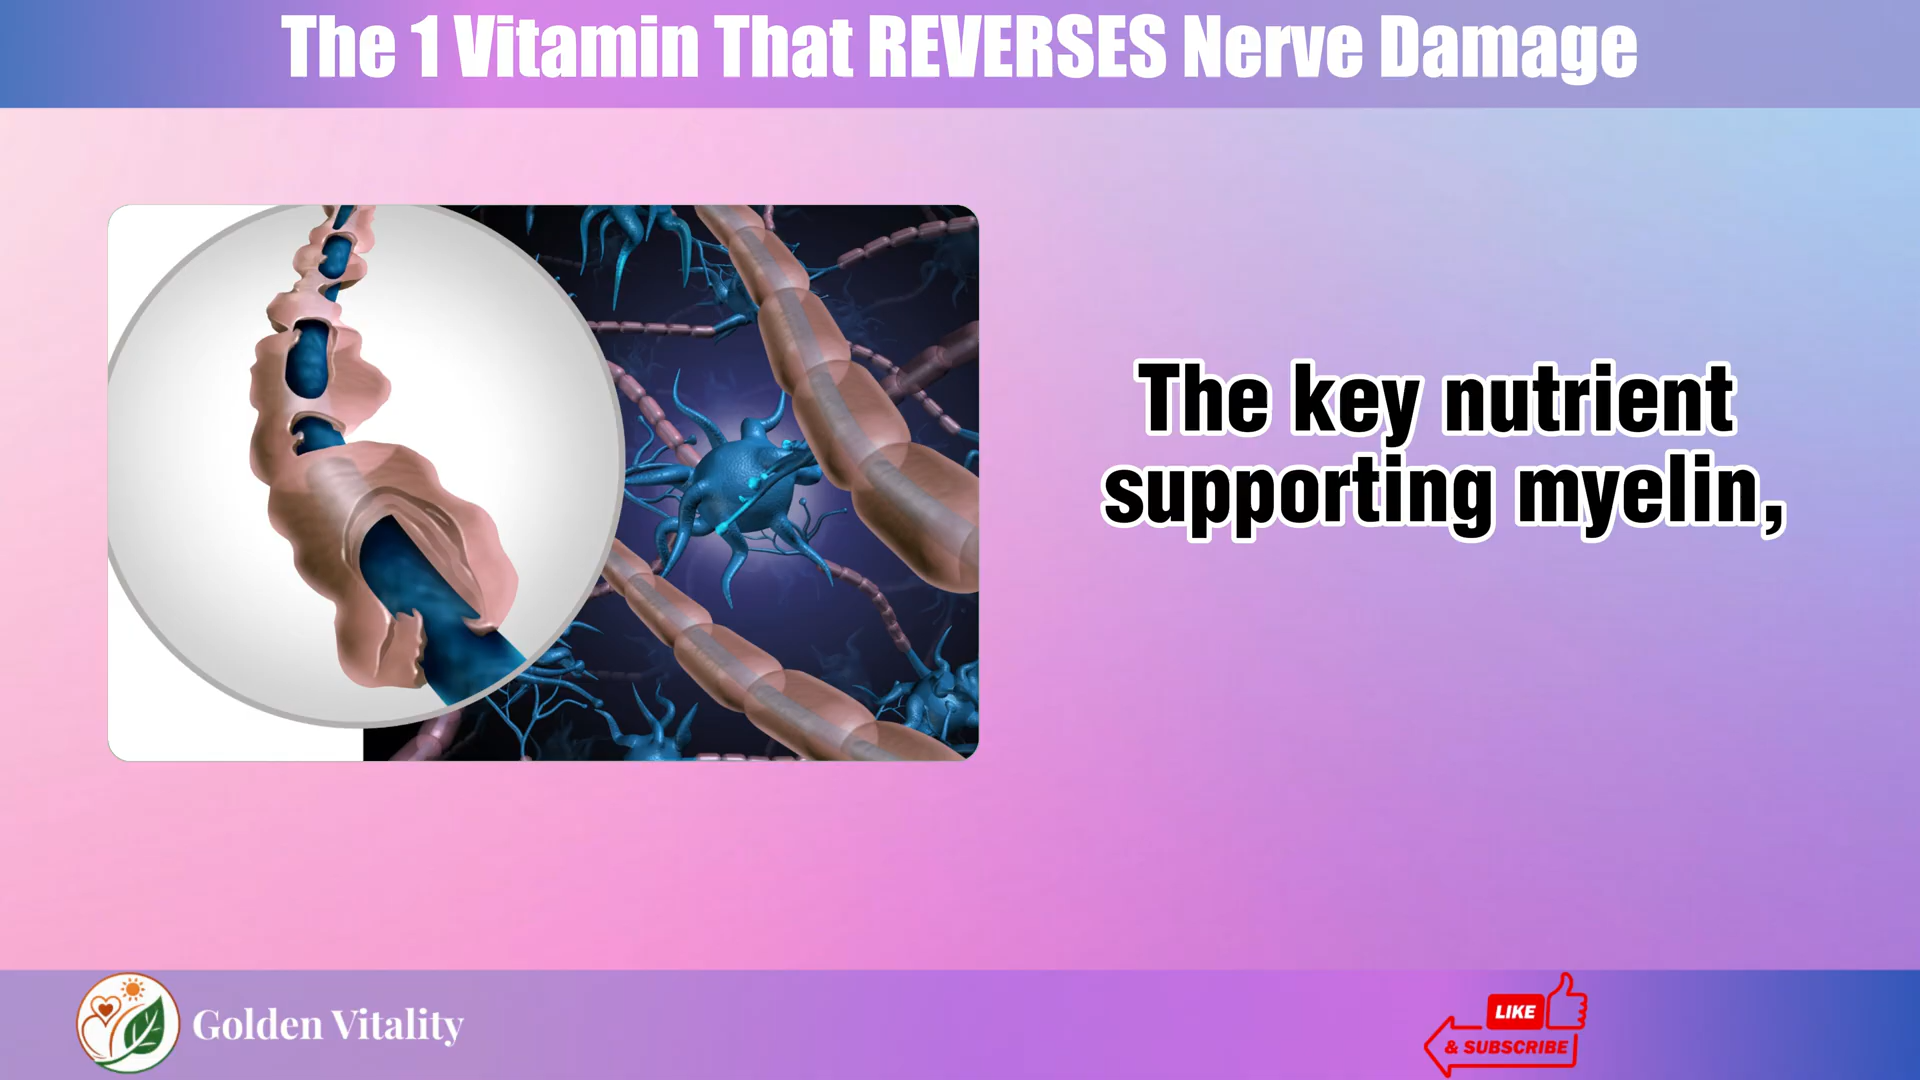 The 1 Vitamin That REVERSES Nerve Damage
The key nutrient
supporting myelin,
Golden Vitality
LIKE
& SUBSCRIBE